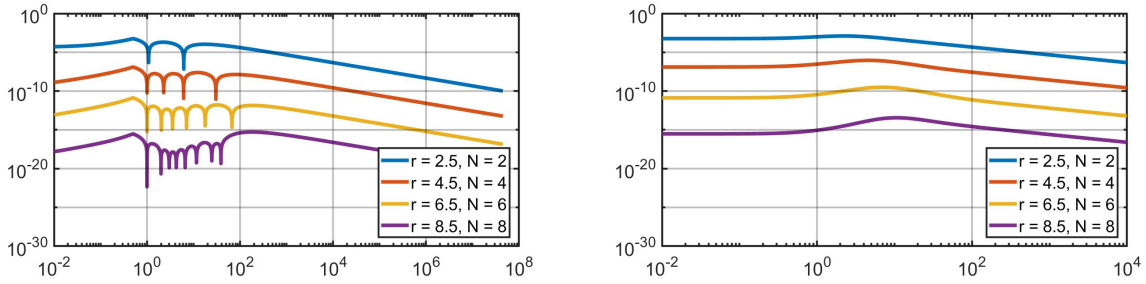 10^0
10^-10
10^-20
10^-30
10^-2 10^0 10^2 10^4 10^6 10^8
r = 2.5, N = 2
r = 4.5, N = 4
r = 6.5, N = 6
r = 8.5, N = 8
10^0
10^-10
10^-20
10^-30
10^-2 10^0 10^2 10^4
r = 2.5, N = 2
r = 4.5, N = 4
r = 6.5, N = 6
r = 8.5, N = 8